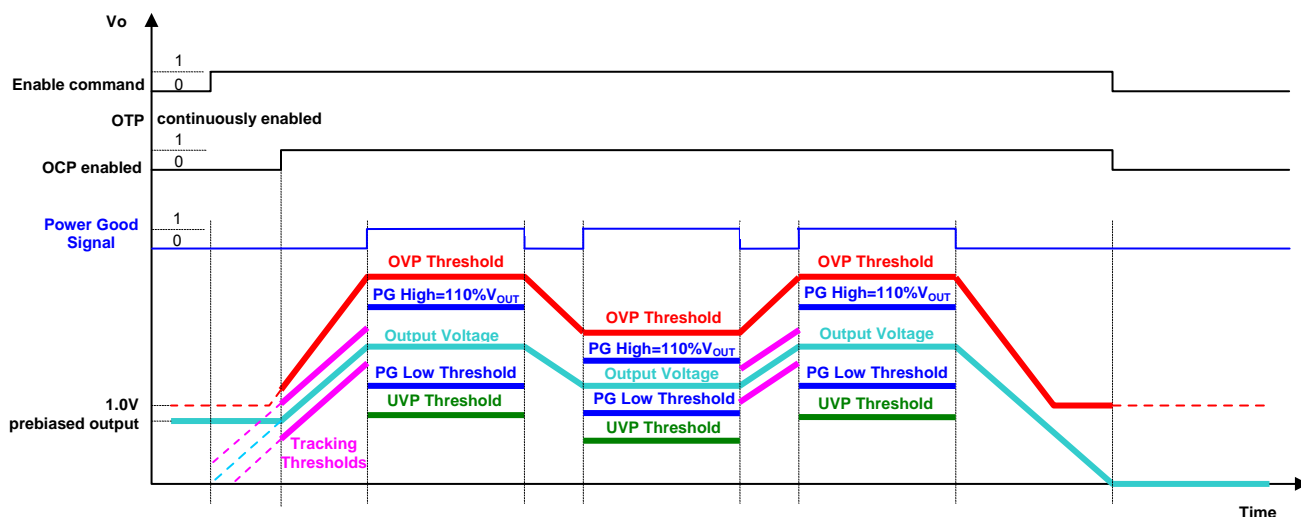 Vo
1
Enable command
0
OTP continuously enabled
1
OCP enabled
0
Power Good
Signal
1
0
OVP Threshold
OVP Threshold
PG High=110%VOUT
PG High=110%VOUT
OVP Threshold
Output Voltage
Output Voltage
PG High=110%VOUT
PG Low Threshold
Output Voltage
PG Low Threshold
1.0V
prebiased output
UVP Threshold
PG Low Threshold
UVP Threshold
UVP Threshold
Tracking
Thresholds
Time